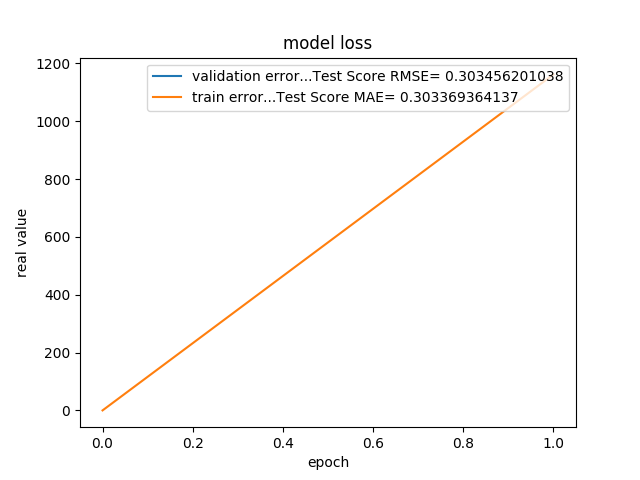 model loss
validation error...Test Score RMSE= 0.303456201038
train error...Test Score MAE= 0.303369364137
real value
1200
1000
800
600
400
200
0
0.0 0.2 0.4 0.6 0.8 1.0
epoch